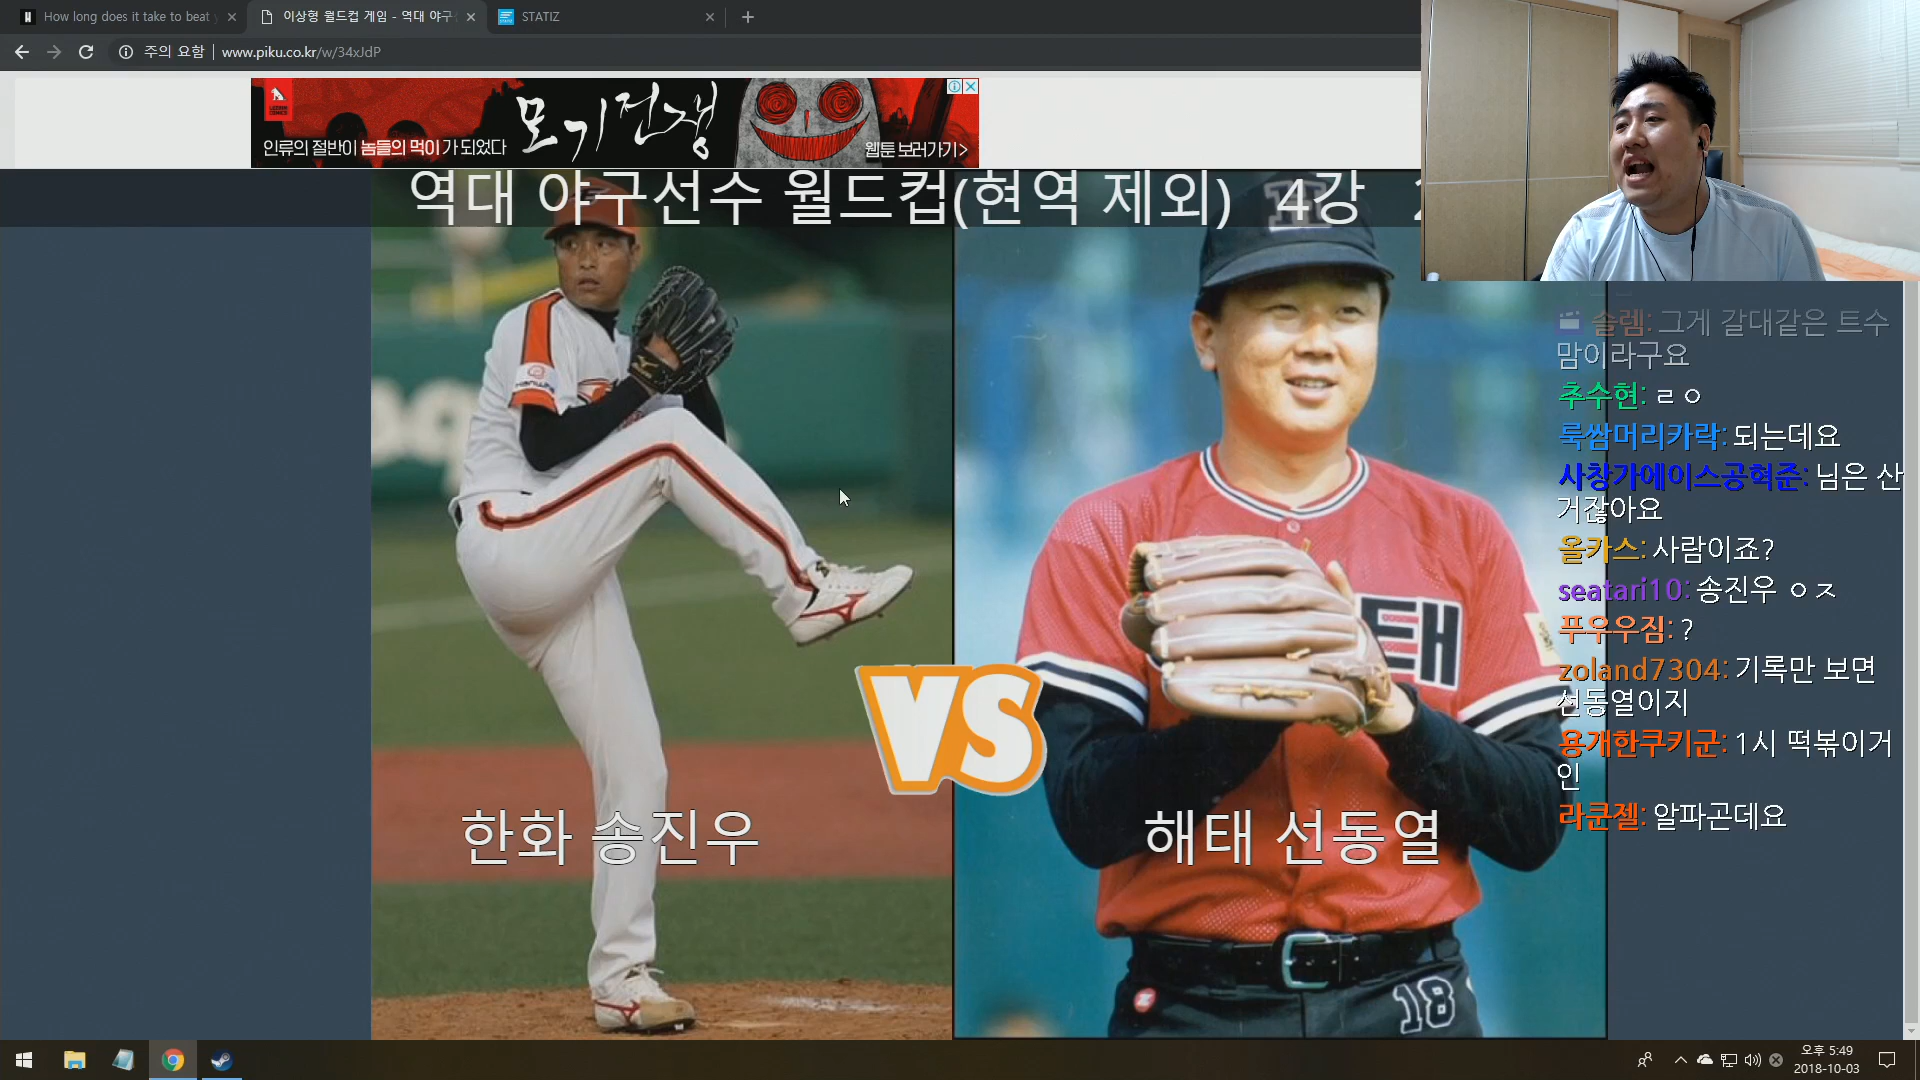 How long does it take to beat
이상형 월드컵 게임 - 역대 야구
STATIZ
주의 요함
www.piku.co.kr/w/34xJdP
인류의 절반이 놈들의 먹이가 되었다
모기전쟁
웹툰 보러가기>
역대 야구선수 월드컵(현역 제외) 4강
슬렘: 그게 갈대같은 트수
맘이라구요
추수현: ㄹㅇ
룩쌈머리카락: 되는데요
사창가에이스공혁준: 님은 산
거잖아요
올카스: 사람이죠?
seatari10: 송진우 ㅇㅈ
푸우우짐: ?
zoland7304: 기록만 보면
선동열이지
용개한쿠키군: 1시 떡볶이거
인
라쿤젤: 알파곤데요
태
VS
한화 송진우
해태 선동열
18
오후 5:49
2018-10-03